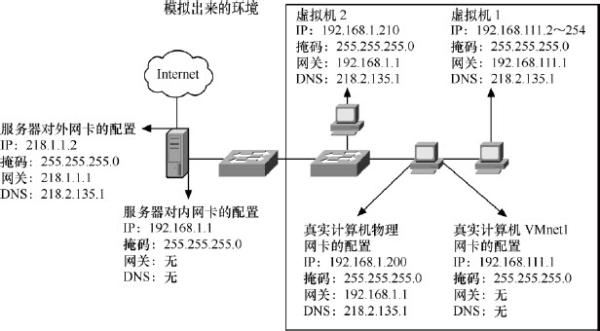 模拟出来的环境
虚拟机 2
IP：192.168.1.210
掩码：255.255.255.0
网关：192.168.1.1
DNS：218.2.135.1
虚拟机 1
IP：192.168.111.2～254
掩码：255.255.255.0
网关：192.168.111.1
DNS：218.2.135.1
Internet
服务器对外网卡的配置
IP：218.1.1.2
掩码：255.255.255.0
网关：218.1.1.1
DNS：218.2.135.1
服务器对内网卡的配置
IP：192.168.1.1
掩码：255.255.255.0
网关：无
DNS：无
真实计算机物理
网卡的配置
IP：192.168.1.200
掩码：255.255.255.0
网关：192.168.1.1
DNS：218.2.135.1
真实计算机 VMnet1
网卡的配置
IP：192.168.111.1
掩码：255.255.255.0
网关：无
DNS：无